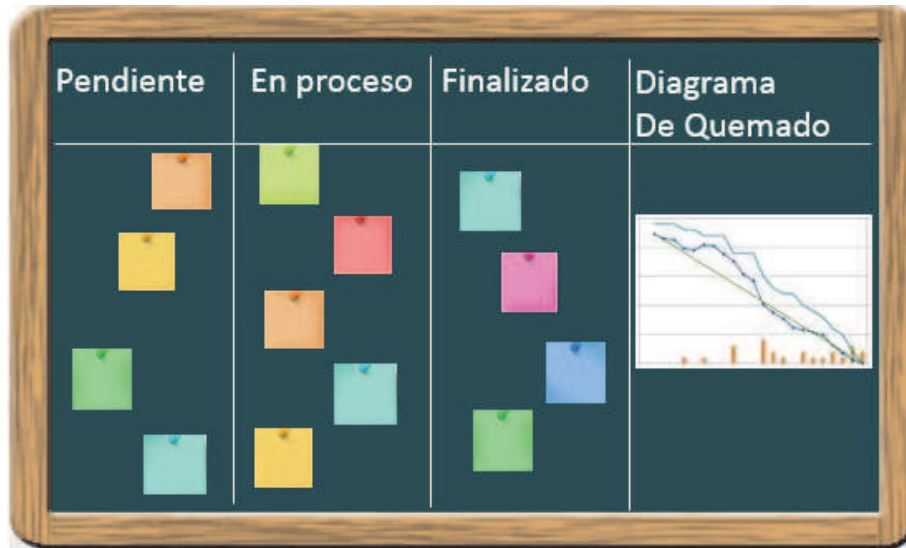 Pendiente
En proceso
Finalizado
Diagrama
De Quemado